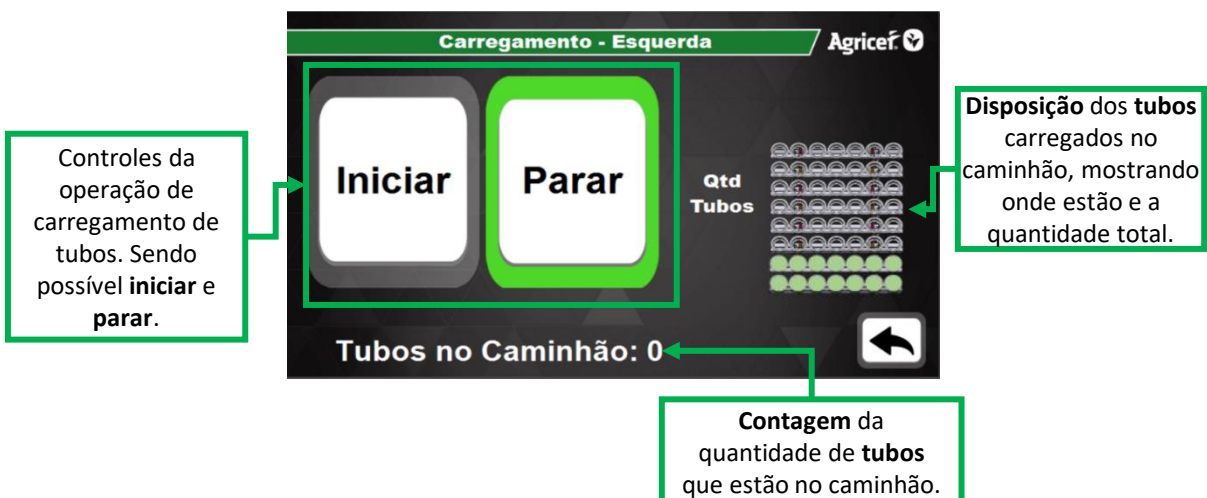 Carregamento - Esquerda
Agricef
Controles da
operação de
carregamento de
tubos. Sendo
possível iniciar e
parar.
Iniciar
Parar
Qtd
Tubos
Disposição dos tubos
carregados no
caminhão, mostrando
onde estão e a
quantidade total.
Tubos no Caminhão: 0
Contagem da
quantidade de tubos
que estão no caminhão.